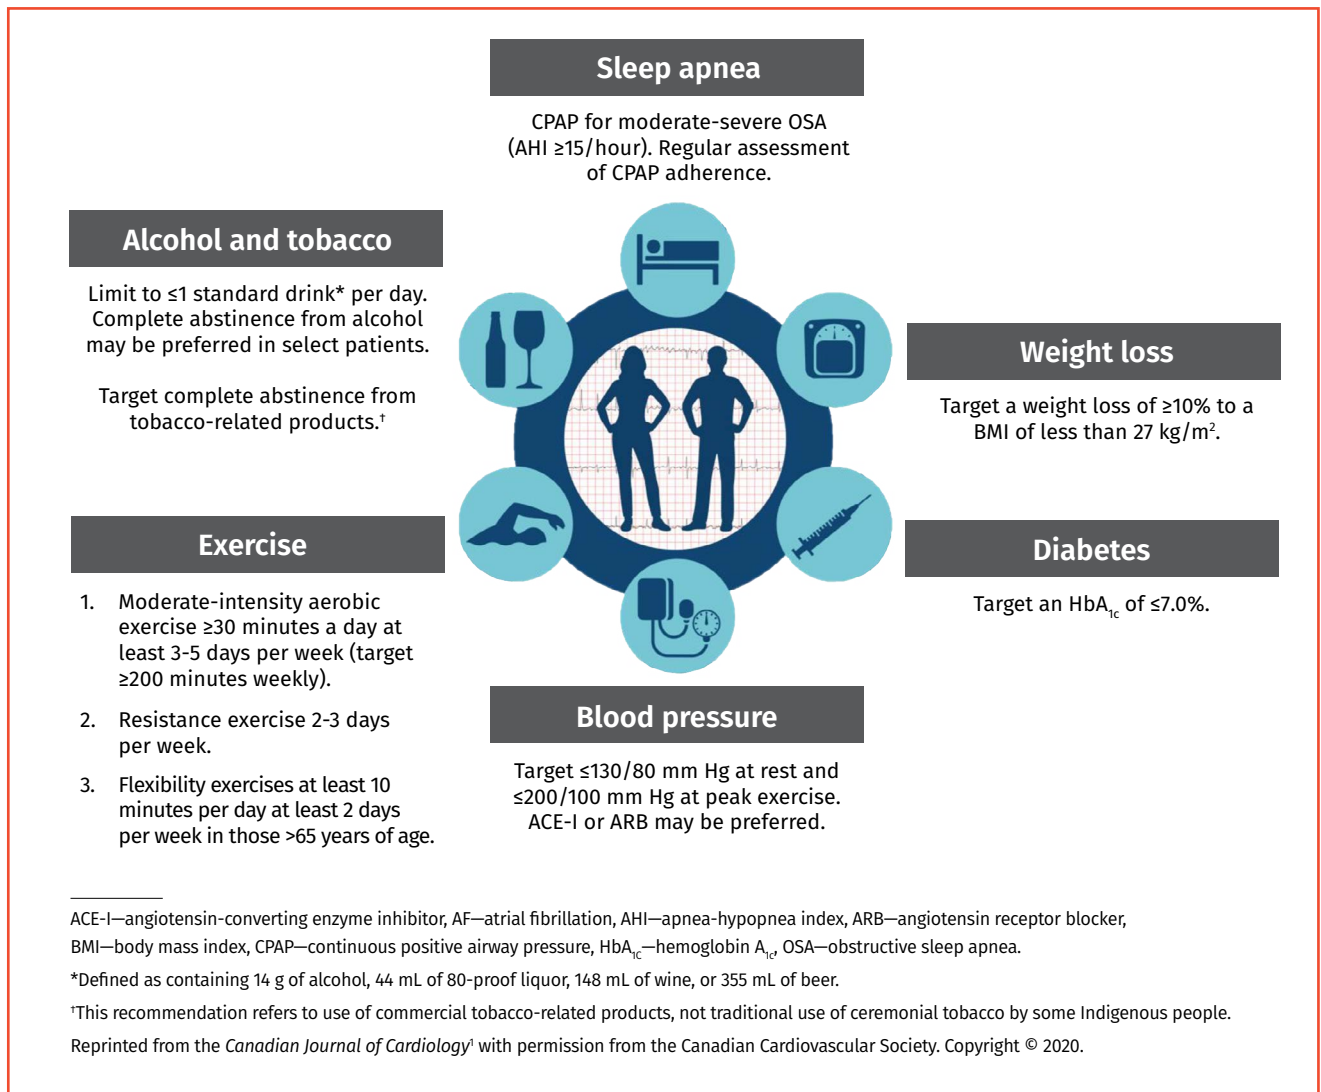 Sleep apnea
CPAP for moderate-severe OSA
(AHI ≥15/hour). Regular assessment
of CPAP adherence.
Alcohol and tobacco
Limit to ≤1 standard drink* per day.
Complete abstinence from alcohol
may be preferred in select patients.
Target complete abstinence from
tobacco-related products.†
Weight loss
Target a weight loss of ≥10% to a
BMI of less than 27 kg/m².
Exercise
1. Moderate-intensity aerobic
exercise ≥30 minutes a day at
least 3-5 days per week (target
≥200 minutes weekly).
2. Resistance exercise 2-3 days
per week.
3. Flexibility exercises at least 10
minutes per day at least 2 days
per week in those >65 years of age.
Diabetes
Target an HbA1c of ≤7.0%.
Blood pressure
Target ≤130/80 mm Hg at rest and
≤200/100 mm Hg at peak exercise.
ACE-I or ARB may be preferred.
ACE-I—angiotensin-converting enzyme inhibitor, AF—atrial fibrillation, AHI—apnea-hypopnea index, ARB—angiotensin receptor blocker,
BMI—body mass index, CPAP—continuous positive airway pressure, HbA1C—hemoglobin A1c, OSA—obstructive sleep apnea.
*Defined as containing 14 g of alcohol, 44 mL of 80-proof liquor, 148 mL of wine, or 355 mL of beer.
†This recommendation refers to use of commercial tobacco-related products, not traditional use of ceremonial tobacco by some Indigenous people.
Reprinted from the Canadian Journal of Cardiology¹ with permission from the Canadian Cardiovascular Society. Copyright © 2020.